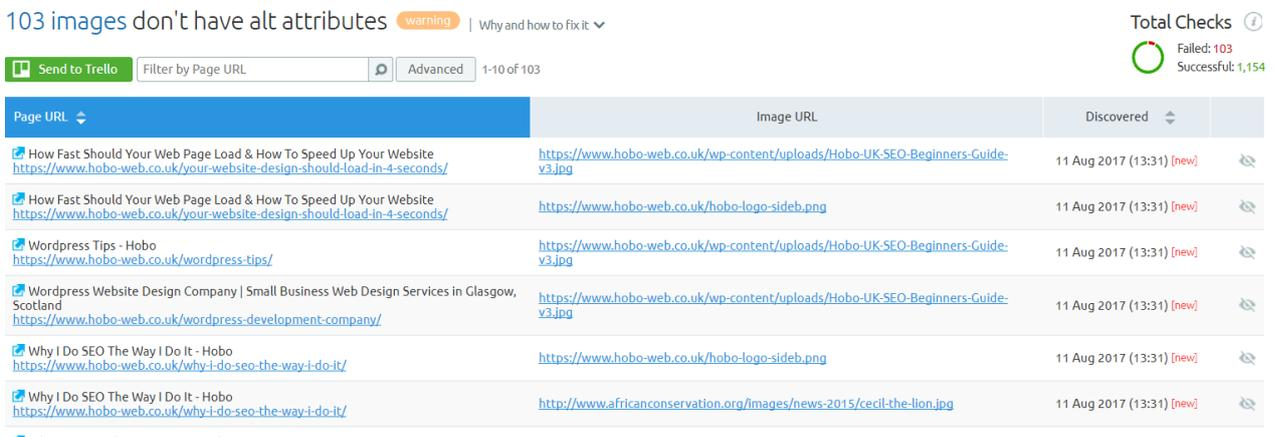 103 images don't have alt attributes warning | Why and how to fix it
Total Checks
Failed: 103
Successful: 1,154
Send to Trello Filter by Page URL Advanced 1-10 of 103
Page URL Image URL Discovered
How Fast Should Your Web Page Load & How To Speed Up Your Website
https://www.hobo-web.co.uk/your-website-design-should-load-in-4-seconds/
https://www.hobo-web.co.uk/wp-content/uploads/Hobo-UK-SEO-Beginners-Guide-
v3.jpg
11 Aug 2017 (13:31) [new]
How Fast Should Your Web Page Load & How To Speed Up Your Website
https://www.hobo-web.co.uk/your-website-design-should-load-in-4-seconds/
https://www.hobo-web.co.uk/hobo-logo-sideb.png
11 Aug 2017 (13:31) [new]
Wordpress Tips - Hobo
https://www.hobo-web.co.uk/wordpress-tips/
https://www.hobo-web.co.uk/wp-content/uploads/Hobo-UK-SEO-Beginners-Guide-
v3.jpg
11 Aug 2017 (13:31) [new]
Wordpress Website Design Company | Small Business Web Design Services in Glasgow,
Scotland
https://www.hobo-web.co.uk/wordpress-development-company/
https://www.hobo-web.co.uk/wp-content/uploads/Hobo-UK-SEO-Beginners-Guide-
v3.jpg
11 Aug 2017 (13:31) [new]
Why I Do SEO The Way I Do It - Hobo
https://www.hobo-web.co.uk/why-i-do-seo-the-way-i-do-it/
https://www.hobo-web.co.uk/hobo-logo-sideb.png
11 Aug 2017 (13:31) [new]
Why I Do SEO The Way I Do It - Hobo
https://www.hobo-web.co.uk/why-i-do-seo-the-way-i-do-it/
http://www.africanconservation.org/images/news-2015/cecil-the-lion.jpg
11 Aug 2017 (13:31) [new]